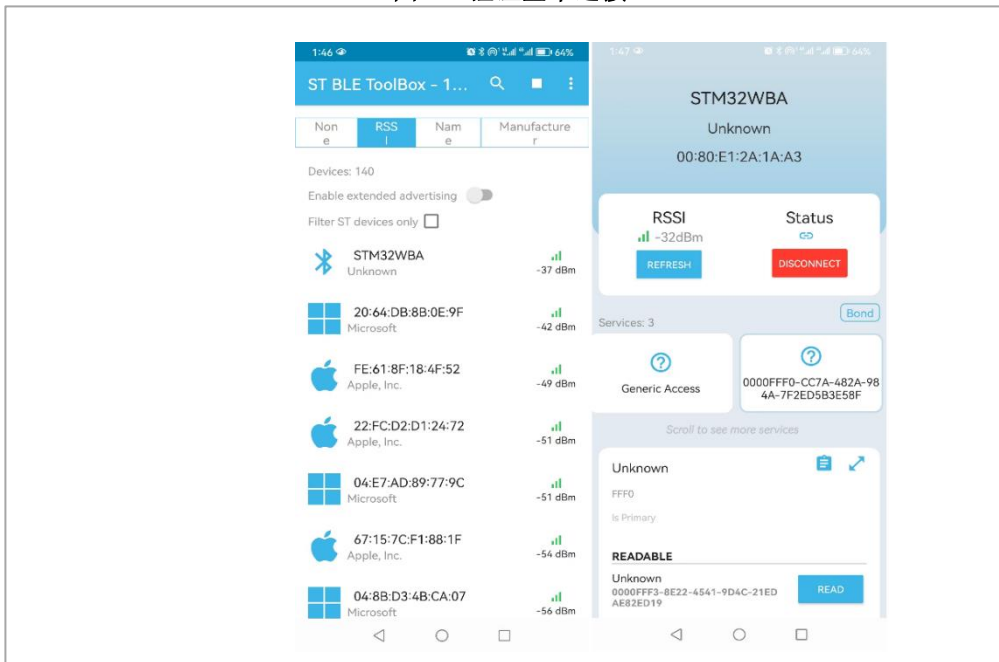 1:46
64%
ST BLE ToolBox - 1...
Non
e
RSS
I
Nam
e
Manufacture
r
Devices: 140
Enable extended advertising
Filter ST devices only
STM32WBA
Unknown
-37 dBm
20:64:DB:8B:0E:9F
Microsoft
-42 dBm
FE:61:8F:18:4F:52
Apple, Inc.
-49 dBm
22:FC:D2:D1:24:72
Apple, Inc.
-51 dBm
04:E7:AD:89:77:9C
Microsoft
-51 dBm
67:15:7C:F1:88:1F
Apple, Inc.
-54 dBm
04:8B:D3:4B:CA:07
Microsoft
-56 dBm
1:47
64%
STM32WBA
Unknown
00:80:E1:2A:1A:A3
RSSI
-32dBm
REFRESH
Status
DISCONNECT
Services: 3
Bond
Generic Access
0000FFF0-CC7A-482A-98
4A-7F2ED5B3E58F
Scroll to see more services
Unknown
FFF0
Is Primary
READABLE
Unknown
0000FFF3-8E22-4541-9D4C-21ED
AE82ED19
READ